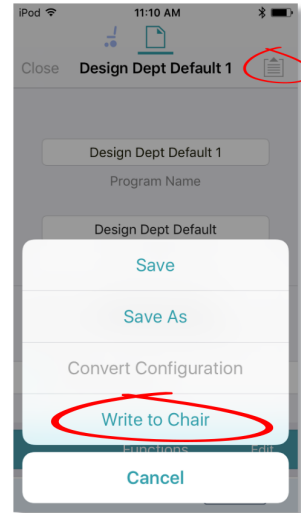 iPod 11:10 AM
Close Design Dept Default 1
Design Dept Default 1
Program Name
Design Dept Default
Save
Save As
Convert Configuration
Write to Chair
Functions Edit
Cancel